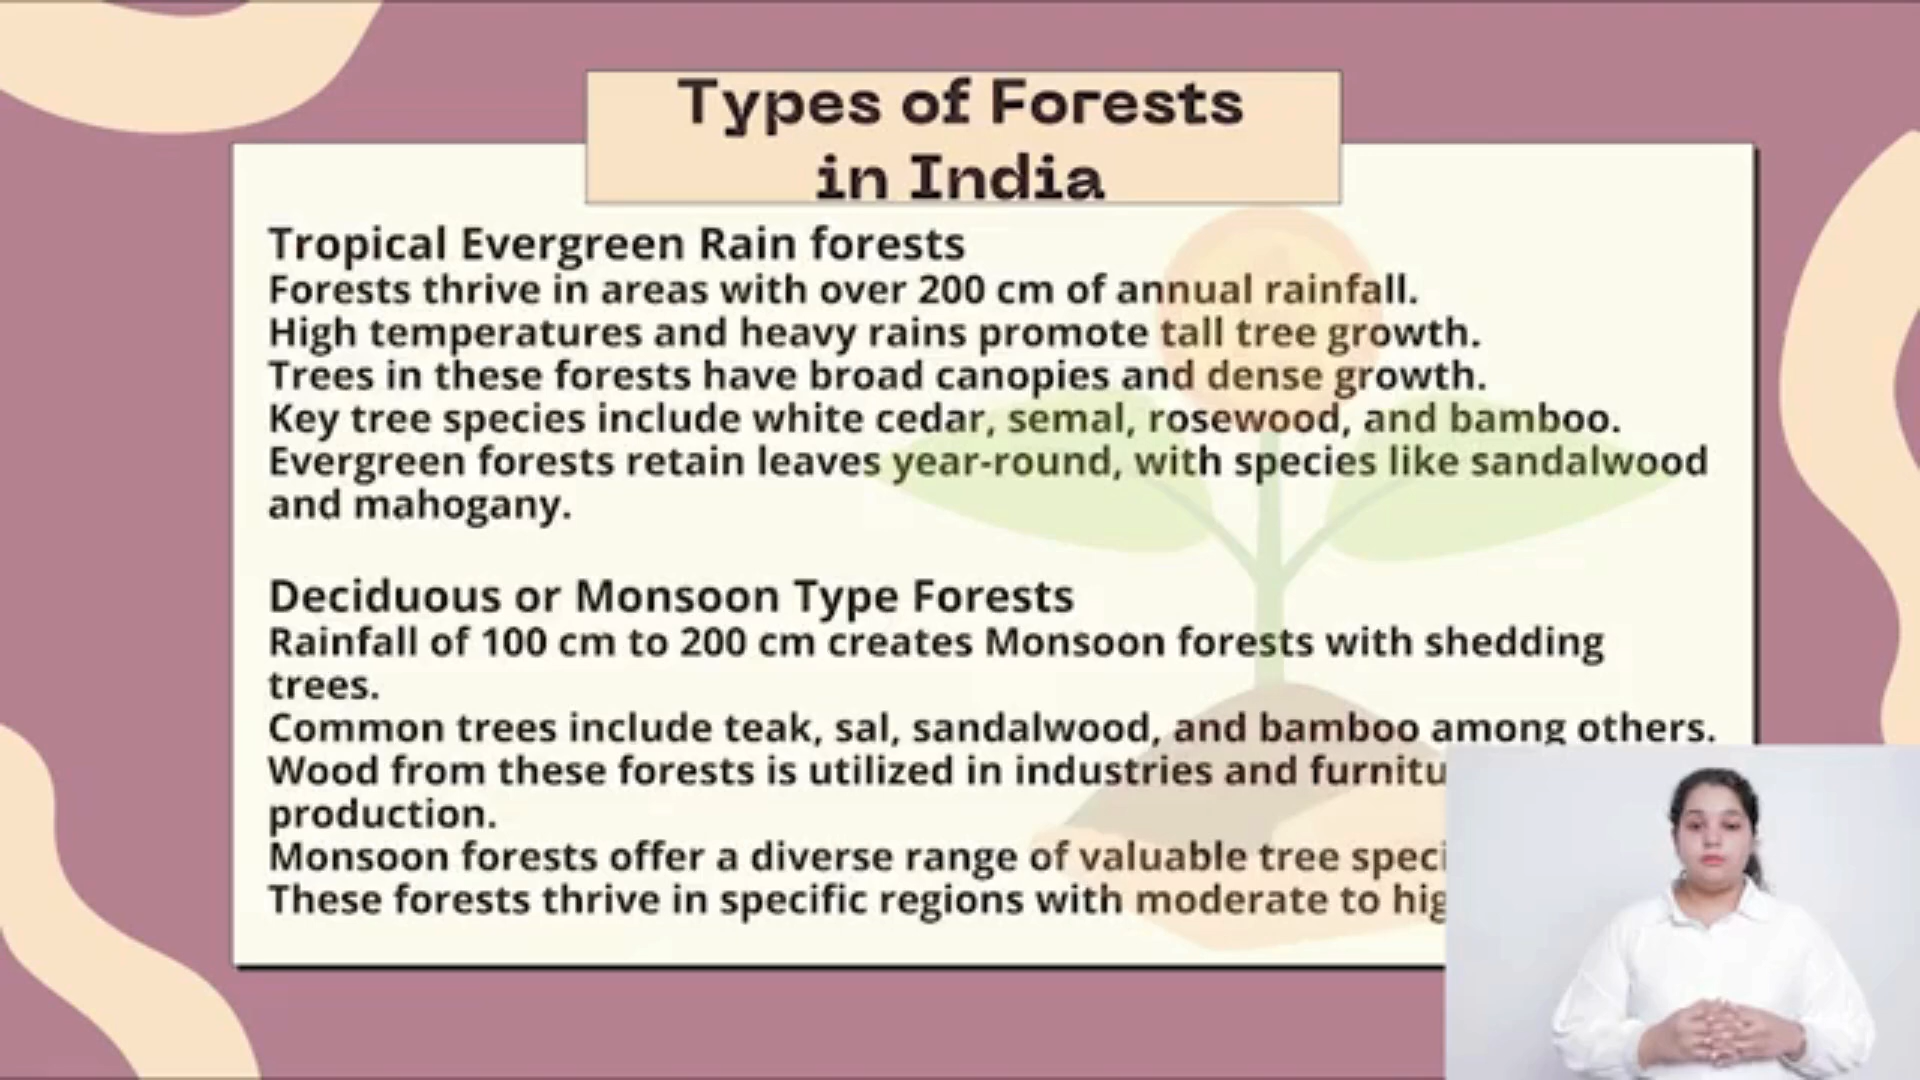 Types of Forests
in India
Tropical Evergreen Rain forests
Forests thrive in areas with over 200 cm of annual rainfall.
High temperatures and heavy rains promote tall tree growth.
Trees in these forests have broad canopies and dense growth.
Key tree species include white cedar, semal, rosewood, and bamboo.
Evergreen forests retain leaves year-round, with species like sandalwood
and mahogany.
Deciduous or Monsoon Type Forests
Rainfall of 100 cm to 200 cm creates Monsoon forests with shedding
trees.
Common trees include teak, sal, sandalwood, and bamboo among others.
Wood from these forests is utilized in industries and
production.
Monsoon forests offer a diverse range of valuable tree
These forests thrive in specific regions with moderate to